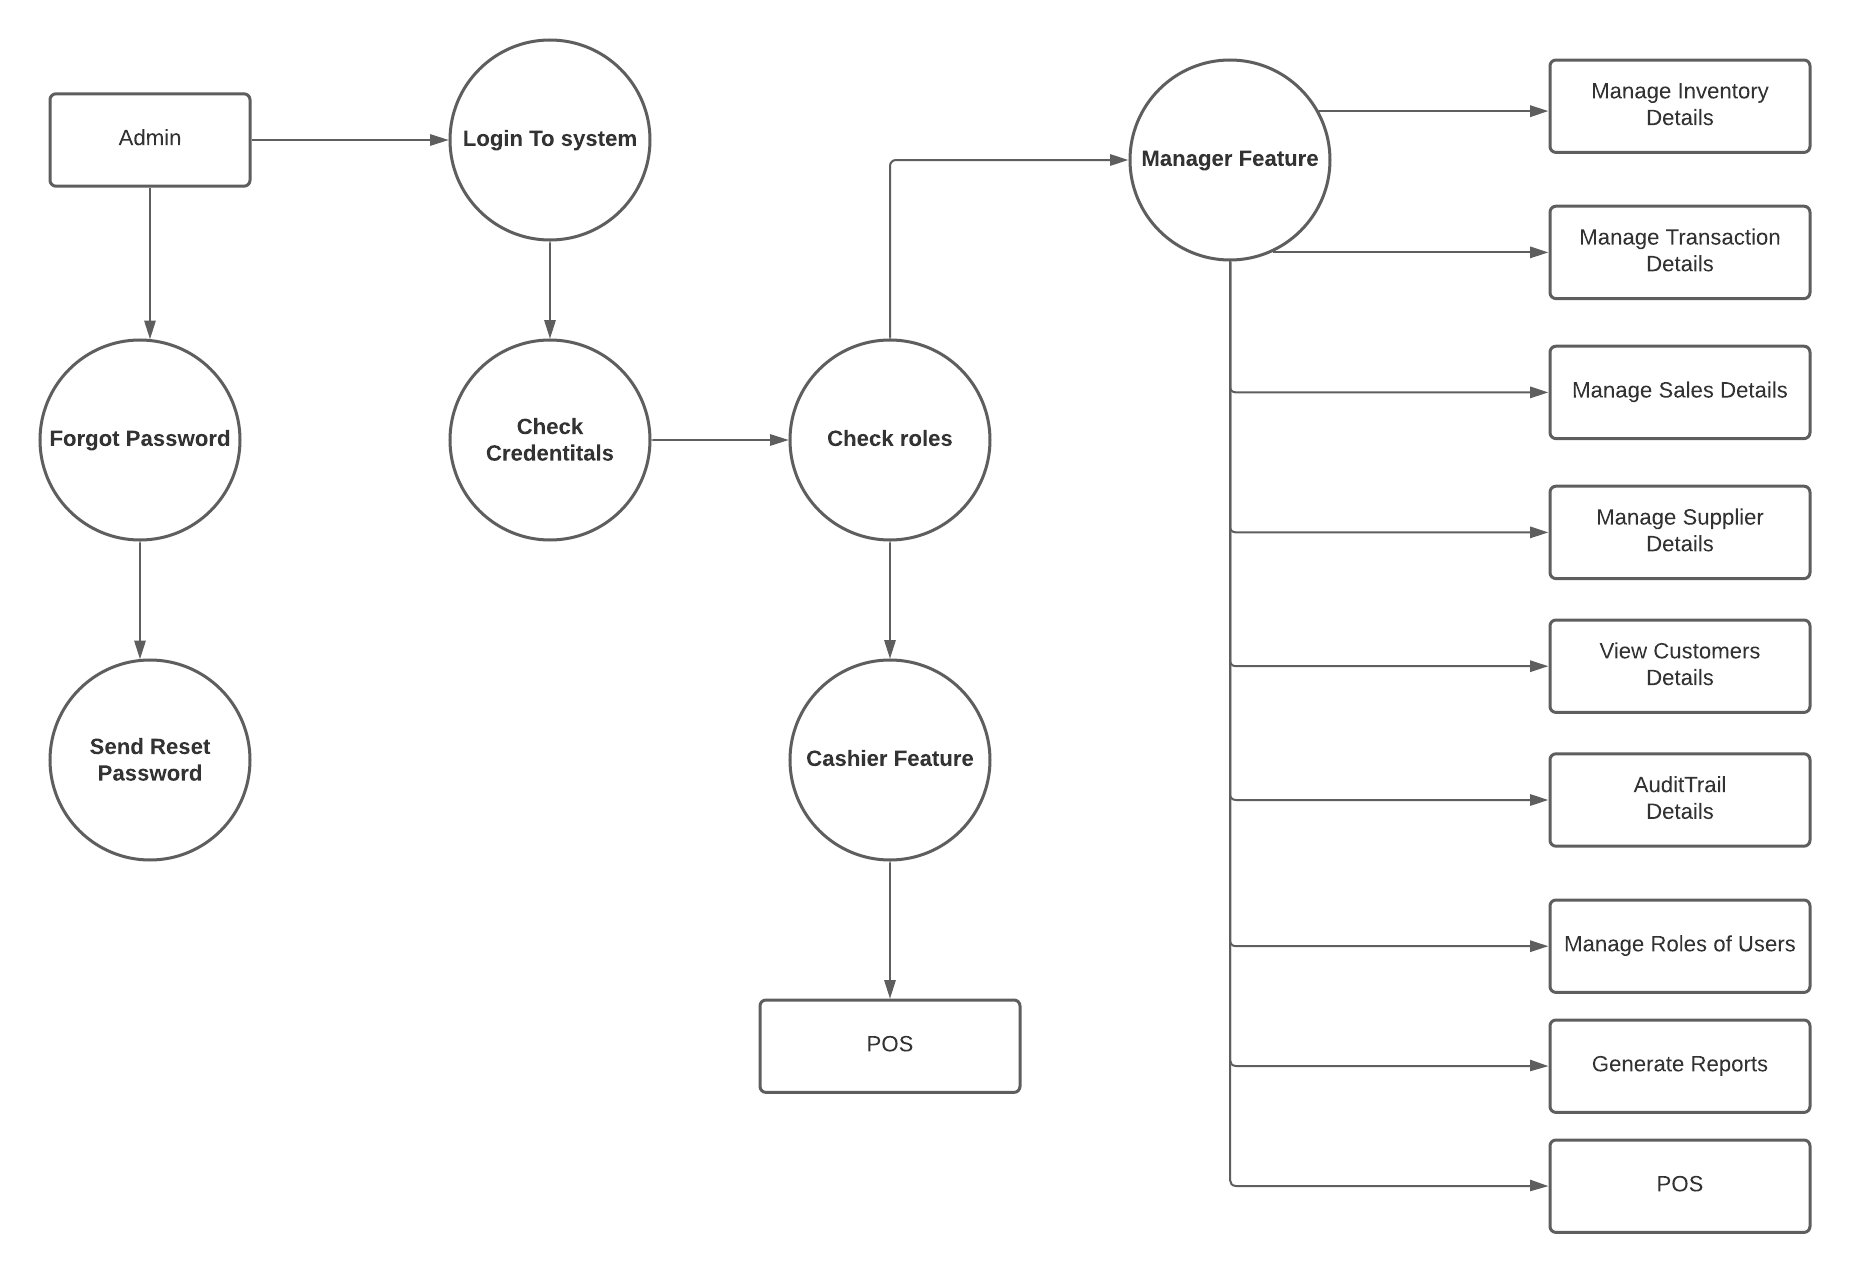 Admin
Login To system
Manager Feature
Manage Inventory
Details
Manage Transaction
Details
Forgot Password
Check
Credentitals
Check roles
Manage Sales Details
Manage Supplier
Details
View Customers
Details
Send Reset
Password
Cashier Feature
AuditTrail
Details
Manage Roles of Users
POS
Generate Reports
POS